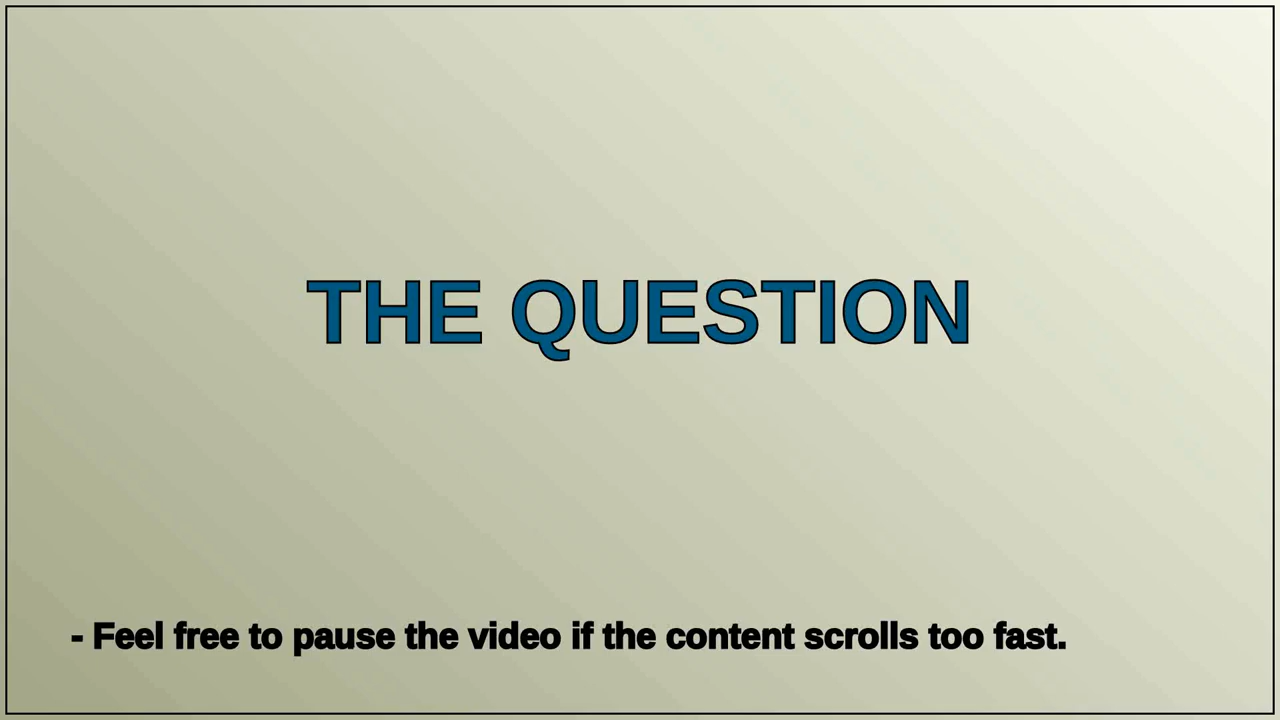 THE QUESTION
- Feel free to pause the video if the content scrolls too fast.